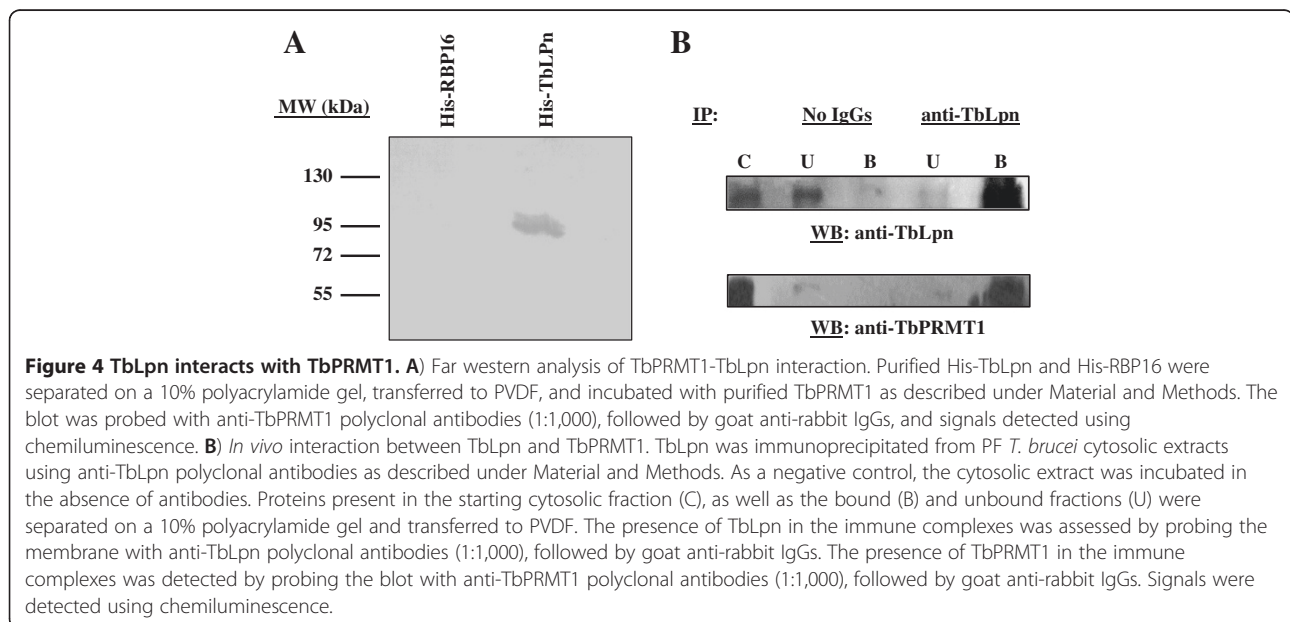 A
His-RBP16
His-TbLPn
MW (kDa)
130
95
72
55
B
IP: No IgGs anti-TbLpn
C U B U B
WB: anti-TbLpn
WB: anti-TbPRMT1
Figure 4 TbLpn interacts with TbPRMT1. A) Far western analysis of TbPRMT1-TbLpn interaction. Purified His-TbLpn and His-RBP16 were
separated on a 10% polyacrylamide gel, transferred to PVDF, and incubated with purified TbPRMT1 as described under Material and Methods. The
blot was probed with anti-TbPRMT1 polyclonal antibodies (1:1,000), followed by goat anti-rabbit IgGs, and signals detected using
chemiluminescence. B) In vivo interaction between TbLpn and TbPRMT1. TbLpn was immunoprecipitated from PF T. brucei cytosolic extracts
using anti-TbLpn polyclonal antibodies as described under Material and Methods. As a negative control, the cytosolic extract was incubated in
the absence of antibodies. Proteins present in the starting cytosolic fraction (C), as well as the bound (B) and unbound fractions (U) were
separated on a 10% polyacrylamide gel and transferred to PVDF. The presence of TbLpn in the immune complexes was assessed by probing the
membrane with anti-TbLpn polyclonal antibodies (1:1,000), followed by goat anti-rabbit IgGs. The presence of TbPRMT1 in the immune
complexes was detected by probing the blot with anti-TbPRMT1 polyclonal antibodies (1:1,000), followed by goat anti-rabbit IgGs. Signals were
detected using chemiluminescence.